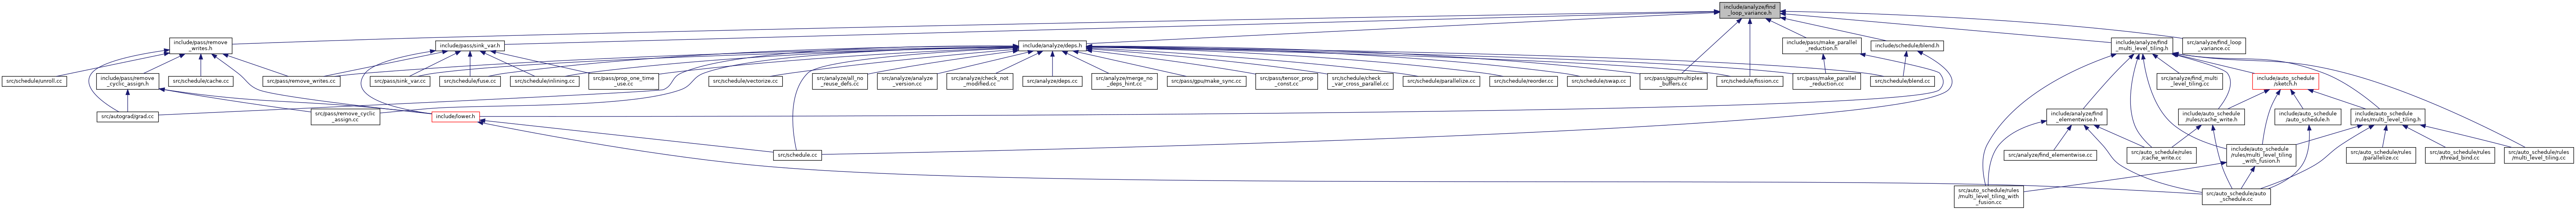 include/analyze/find
_loop_variance.h
include/pass/remove
_writes.h
include/pass/sink_var.h
include/analyze/deps.h
include/pass/make_parallel
_reduction.h
include/schedule/blend.h
include/analyze/find
_multi_level_tiling.h
src/analyze/find_loop
_variance.cc
src/schedule/unroll.cc
include/pass/remove
_cyclic_assign.h
src/schedule/cache.cc
src/pass/remove_writes.cc
src/pass/sink_var.cc
src/schedule/fuse.cc
src/schedule/inlining.cc
src/pass/prop_one_time
_use.cc
src/schedule/vectorize.cc
src/analyze/all_no
_reuse_defs.cc
src/analyze/analyze
_version.cc
src/analyze/check_not
_modified.cc
src/analyze/deps.cc
src/analyze/merge_no
_deps_hint.cc
src/pass/gpu/make_sync.cc
src/pass/tensor_prop
_const.cc
src/schedule/check
_var_cross_parallel.cc
src/schedule/parallelize.cc
src/schedule/reorder.cc
src/schedule/swap.cc
src/pass/gpu/multiplex
_buffers.cc
src/schedule/fission.cc
src/pass/make_parallel
_reduction.cc
src/schedule/blend.cc
src/analyze/find_multi
_level_tiling.cc
include/auto_schedule
/sketch.h
src/autograd/grad.cc
src/pass/remove_cyclic
_assign.cc
include/lower.h
include/analyze/find
_elementwise.h
include/auto_schedule
/rules/cache_write.h
include/auto_schedule
/auto_schedule.h
include/auto_schedule
/rules/multi_level_tiling.h
src/schedule.cc
src/analyze/find_elementwise.cc
src/auto_schedule/rules
/cache_write.cc
include/auto_schedule
/rules/multi_level_tiling
_with_fusion.h
src/auto_schedule/rules
/parallelize.cc
src/auto_schedule/rules
/thread_bind.cc
src/auto_schedule/rules
/multi_level_tiling.cc
src/auto_schedule/rules
/multi_level_tiling_with
_fusion.cc
src/auto_schedule/auto
_schedule.cc